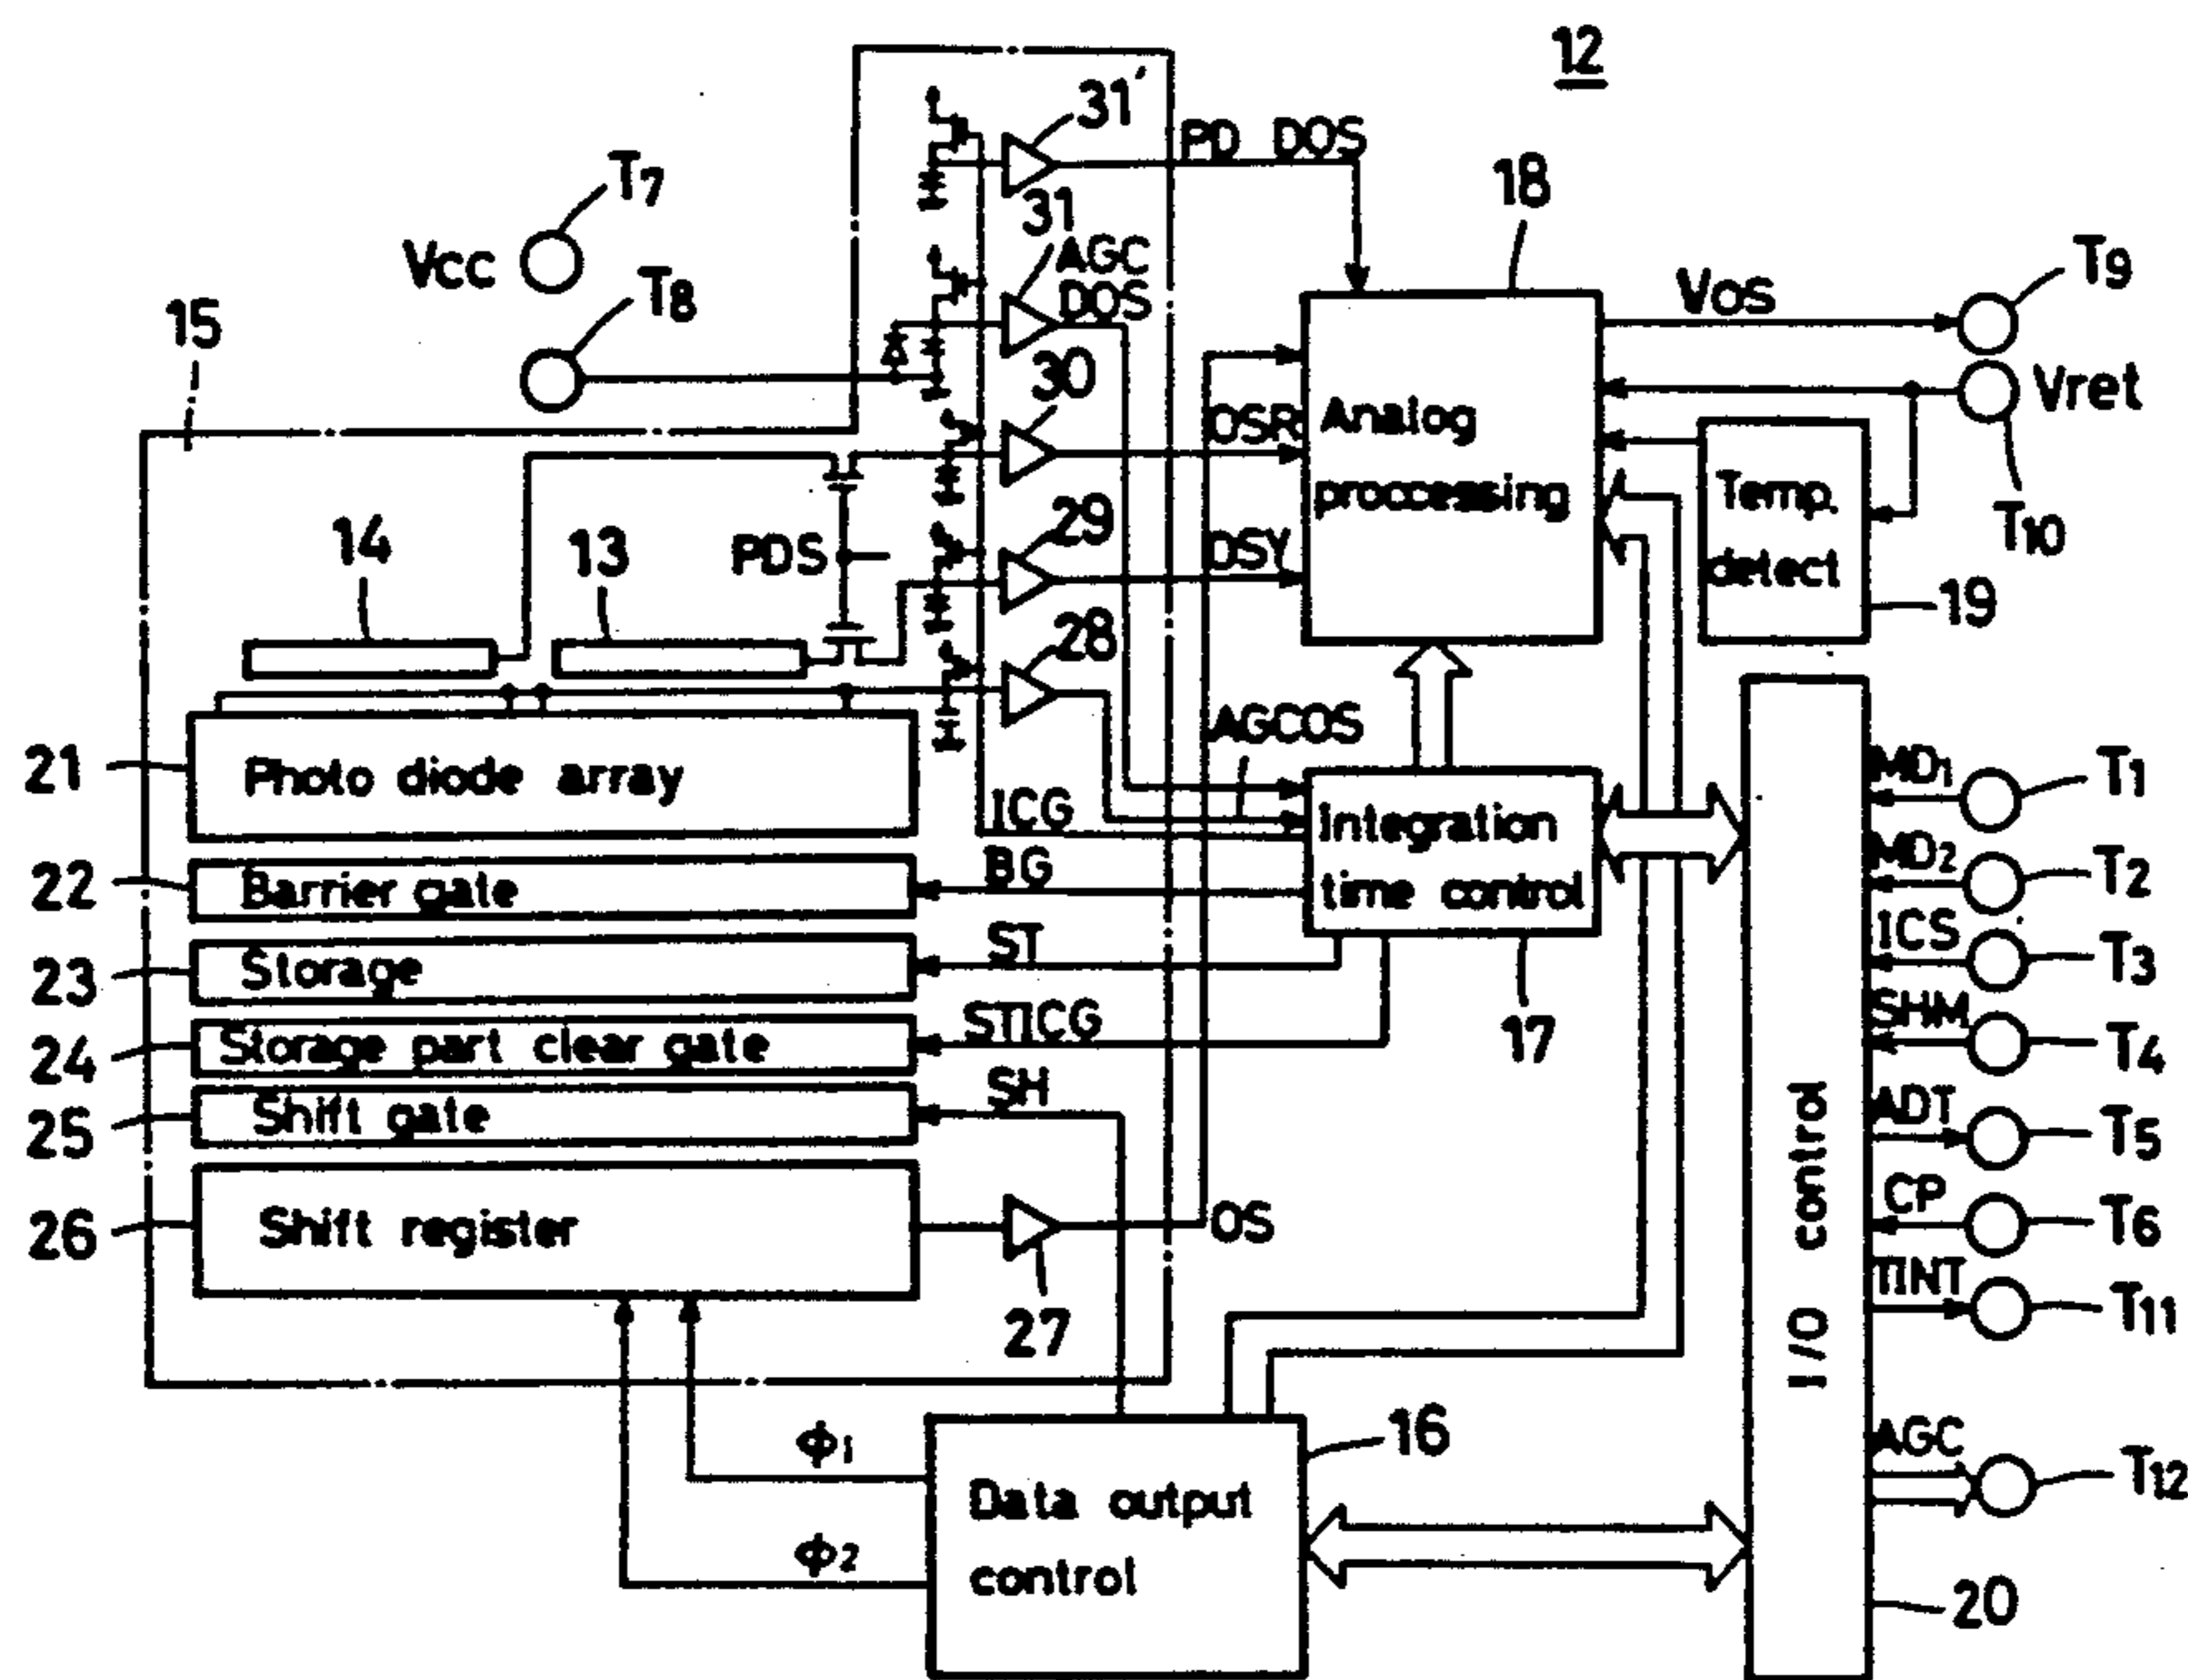 12
31'
PD DOS
T7
18
31
VCC
AGC
DOS
T8
VOS
T9
15
30
OSR
Analog
proccessing
Vret
14
13
PDS
29
DSY
Temp.
detect
T10
19
28
AGCOS
21
Photo diode array
ICG
Integration
time control
MD1
T1
22
Barrier gate
BG
MD2
T2
23
Storage
ST
ICS
T3
24
Storage part clear gate
STICG
17
SHM
T4
25
Shift gate
SH
ADT
T5
26
Shift register
OS
CP
T6
27
TINT
T11
I/O control
Φ1
16
AGC
T12
Data output
control
Φ2
20